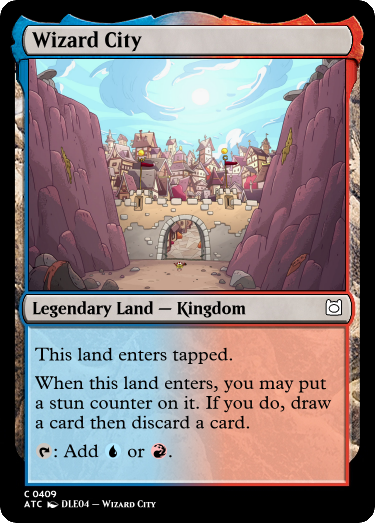 Wizard City
Legendary Land — Kingdom
This land enters tapped.
When this land enters, you may put
a stun counter on it. If you do, draw
a card then discard a card.
: Add or .
C 0409
ATC DLE04 — Wizard City